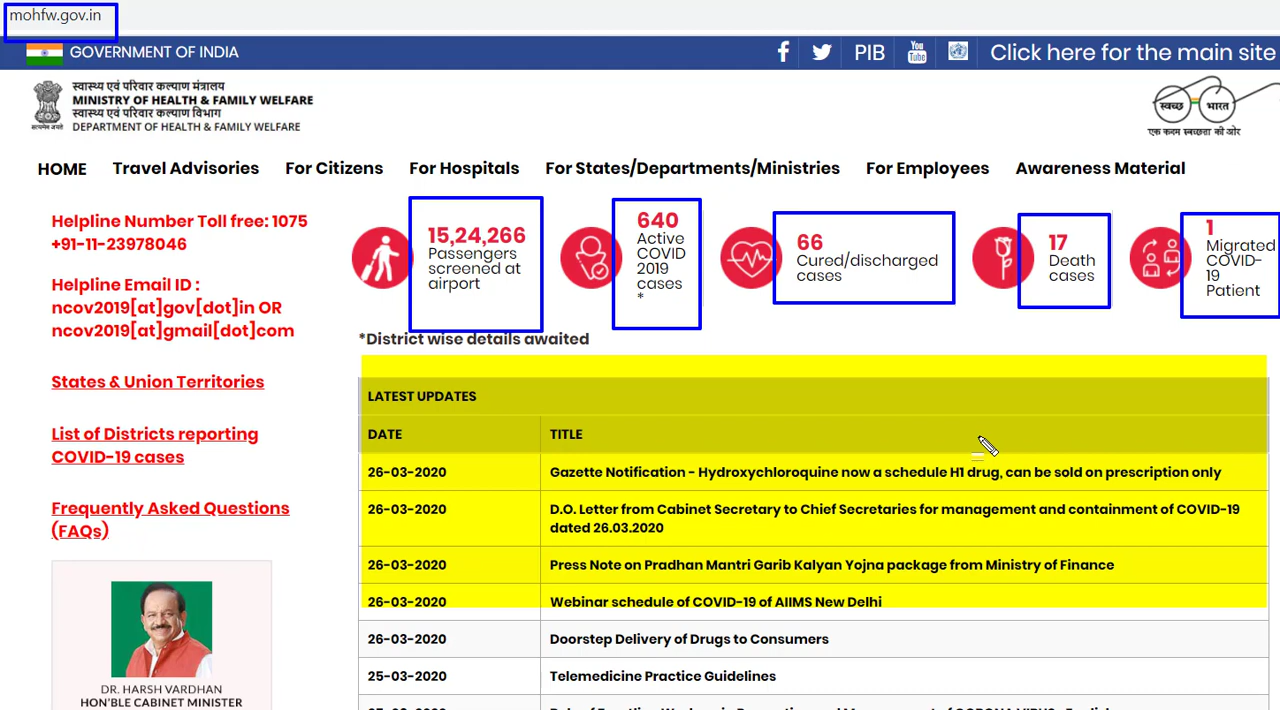 mohfw.gov.in
GOVERNMENT OF INDIA
PIB
You
Tube
Click here for the main site
स्वास्थ्य एवं परिवार कल्याण मंत्रालय
MINISTRY OF HEALTH & FAMILY WELFARE
स्वास्थ्य एवं परिवार कल्याण विभाग
DEPARTMENT OF HEALTH & FAMILY WELFARE
सत्यमेव जयते
स्वच्छ भारत
एक कदम स्वच्छता की ओर
HOME Travel Advisories For Citizens For Hospitals For States/Departments/Ministries For Employees Awareness Material
Helpline Number Toll free: 1075
+91-11-23978046
Helpline Email ID :
ncov2019[at]gov[dot]in OR
ncov2019[at]gmail[dot]com
States & Union Territories
List of Districts reporting
COVID-19 cases
Frequently Asked Questions
(FAQs)
DR. HARSH VARDHAN
HON'BLE CABINET MINISTER
15,24,266
Passengers
screened at
airport
640
Active
COVID
2019
cases
*
66
Cured/discharged
cases
17
Death
cases
1
Migrated
COVID-
19
Patient
*District wise details awaited
LATEST UPDATES
DATE TITLE
26-03-2020 Gazette Notification - Hydroxychloroquine now a schedule H1 drug, can be sold on prescription only
26-03-2020 D.O. Letter from Cabinet Secretary to Chief Secretaries for management and containment of COVID-19
dated 26.03.2020
26-03-2020 Press Note on Pradhan Mantri Garib Kalyan Yojna package from Ministry of Finance
26-03-2020 Webinar schedule of COVID-19 of AIIMS New Delhi
26-03-2020 Doorstep Delivery of Drugs to Consumers
25-03-2020 Telemedicine Practice Guidelines